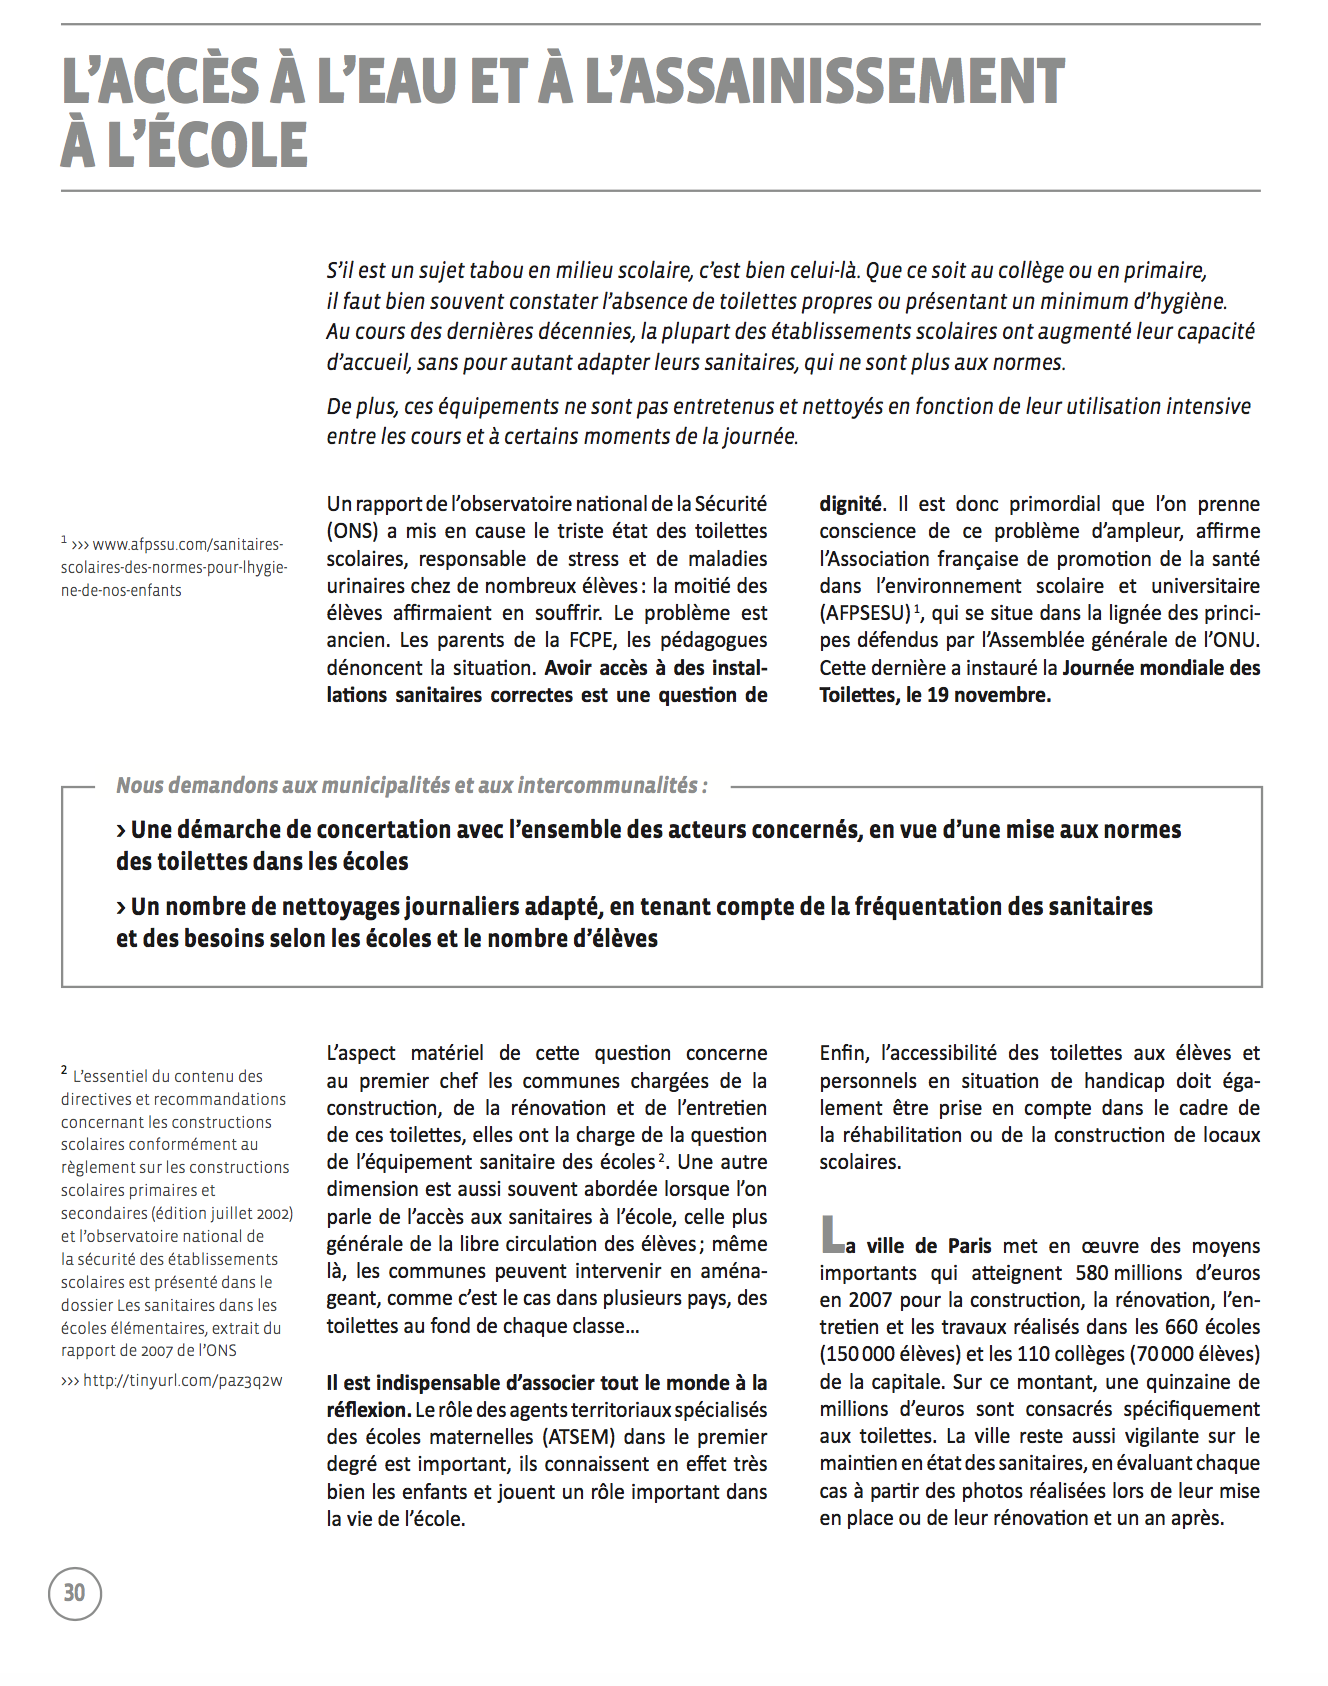 L’ACCÈS À L’EAU ET À L’ASSAINISSEMENT
À L’ÉCOLE
S’il est un sujet tabou en milieu scolaire, c’est bien celui-là. Que ce soit au collège ou en primaire,
il faut bien souvent constater l’absence de toilettes propres ou présentant un minimum d’hygiène.
Au cours des dernières décennies, la plupart des établissements scolaires ont augmenté leur capacité
d’accueil, sans pour autant adapter leurs sanitaires, qui ne sont plus aux normes.
De plus, ces équipements ne sont pas entretenus et nettoyés en fonction de leur utilisation intensive
entre les cours et à certains moments de la journée.
¹ ››› www.afpssu.com/sanitaires-
scolaires-des-normes-pour-lhygie-
ne-de-nos-enfants
Un rapport de l’observatoire national de la Sécurité
(ONS) a mis en cause le triste état des toilettes
scolaires, responsable de stress et de maladies
urinaires chez de nombreux élèves : la moitié des
élèves affirmaient en souffrir. Le problème est
ancien. Les parents de la FCPE, les pédagogues
dénoncent la situation. Avoir accès à des instal-
lations sanitaires correctes est une question de
dignité. Il est donc primordial que l’on prenne
conscience de ce problème d’ampleur, affirme
l’Association française de promotion de la santé
dans l’environnement scolaire et universitaire
(AFPSESU) ¹, qui se situe dans la lignée des princi-
pes défendus par l’Assemblée générale de l’ONU.
Cette dernière a instauré la Journée mondiale des
Toilettes, le 19 novembre.
Nous demandons aux municipalités et aux intercommunalités :
› Une démarche de concertation avec l’ensemble des acteurs concernés, en vue d’une mise aux normes
des toilettes dans les écoles
› Un nombre de nettoyages journaliers adapté, en tenant compte de la fréquentation des sanitaires
et des besoins selon les écoles et le nombre d’élèves
² L’essentiel du contenu des
directives et recommandations
concernant les constructions
scolaires conformément au
règlement sur les constructions
scolaires primaires et
secondaires (édition juillet 2002)
et l’observatoire national de
la sécurité des établissements
scolaires est présenté dans le
dossier Les sanitaires dans les
écoles élémentaires, extrait du
rapport de 2007 de l’ONS
››› http://tinyurl.com/paz3q2w
L’aspect matériel de cette question concerne
au premier chef les communes chargées de la
construction, de la rénovation et de l’entretien
de ces toilettes, elles ont la charge de la question
de l’équipement sanitaire des écoles ². Une autre
dimension est aussi souvent abordée lorsque l’on
parle de l’accès aux sanitaires à l’école, celle plus
générale de la libre circulation des élèves ; même
là, les communes peuvent intervenir en aména-
geant, comme c’est le cas dans plusieurs pays, des
toilettes au fond de chaque classe…
Il est indispensable d’associer tout le monde à la
réflexion. Le rôle des agents territoriaux spécialisés
des écoles maternelles (ATSEM) dans le premier
degré est important, ils connaissent en effet très
bien les enfants et jouent un rôle important dans
la vie de l’école.
Enfin, l’accessibilité des toilettes aux élèves et
personnels en situation de handicap doit éga-
lement être prise en compte dans le cadre de
la réhabilitation ou de la construction de locaux
scolaires.
La ville de Paris met en œuvre des moyens
importants qui atteignent 580 millions d’euros
en 2007 pour la construction, la rénovation, l’en-
tretien et les travaux réalisés dans les 660 écoles
(150 000 élèves) et les 110 collèges (70 000 élèves)
de la capitale. Sur ce montant, une quinzaine de
millions d’euros sont consacrés spécifiquement
aux toilettes. La ville reste aussi vigilante sur le
maintien en état des sanitaires, en évaluant chaque
cas à partir des photos réalisées lors de leur mise
en place ou de leur rénovation et un an après.
30